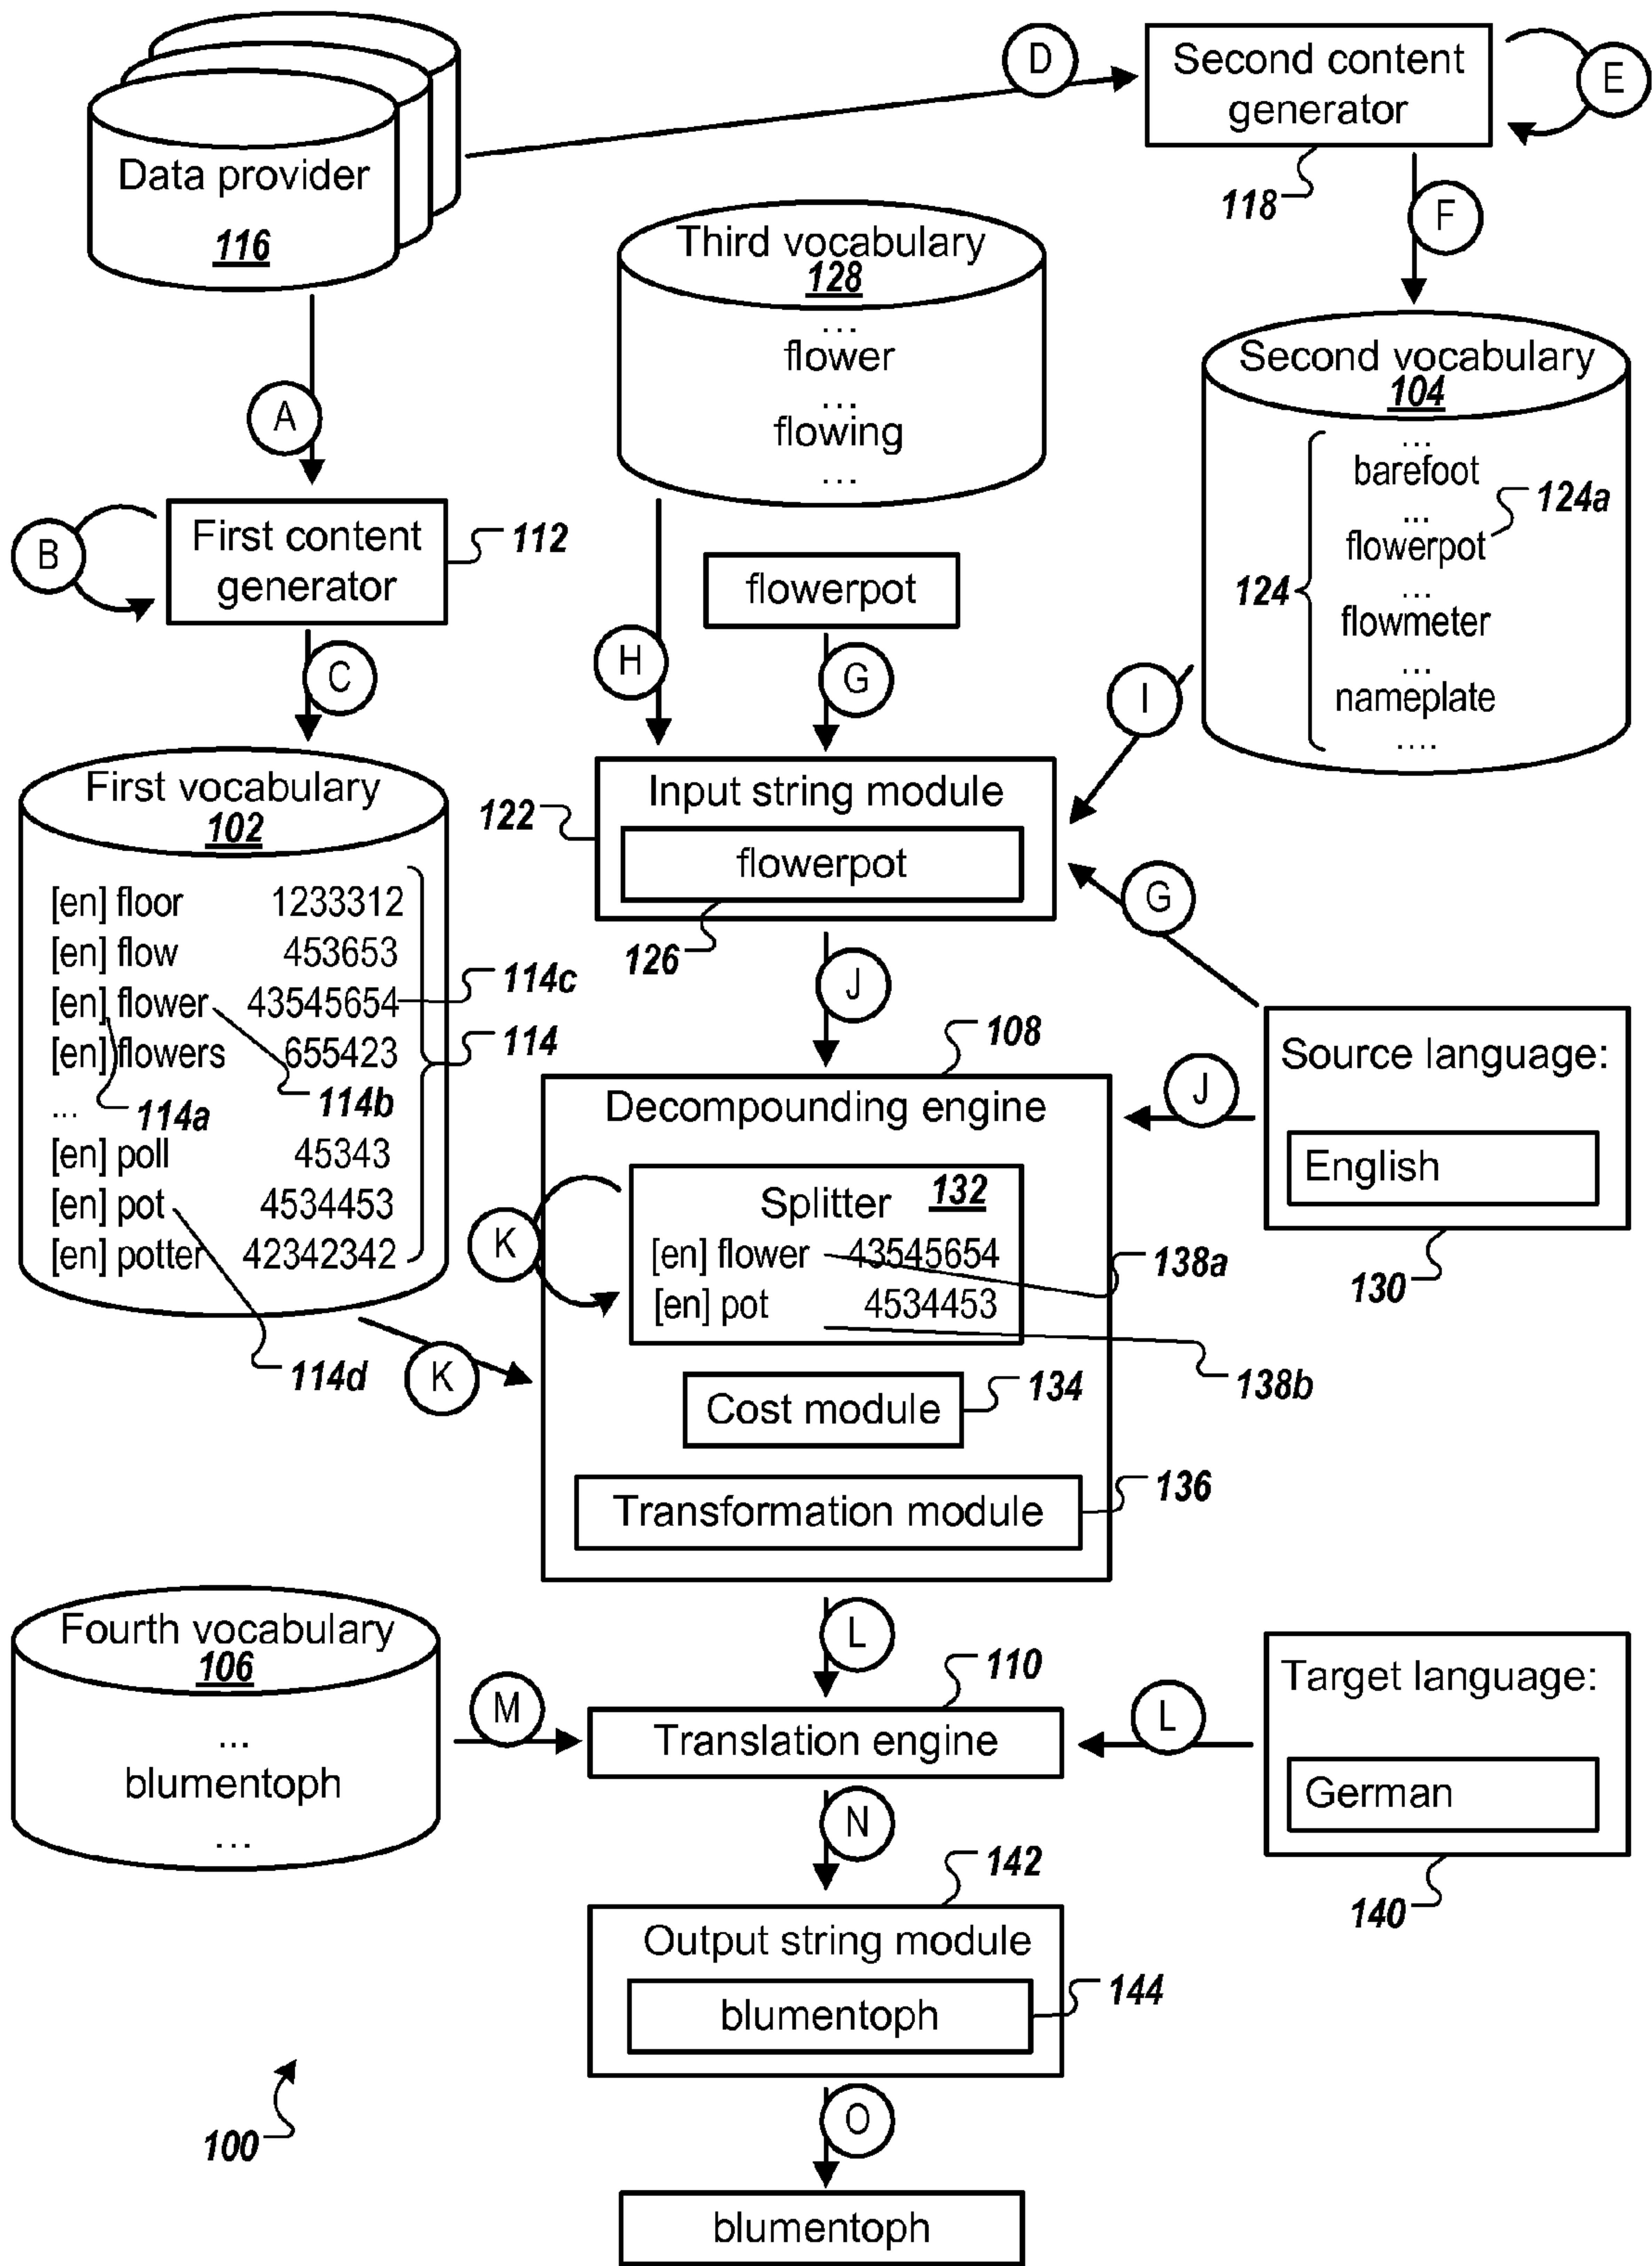 Data provider
116
D
Second content
generator
E
118
F
Third vocabulary
128
...
flower
...
flowing
...
Second vocabulary
104
...
barefoot
...
flowerpot
124a
...
flowmeter
...
nameplate
....
124
A
B
First content
generator
112
C
flowerpot
H
G
I
Input string module
flowerpot
122
126
G
J
First vocabulary
102
[en] floor 1233312
[en] flow 453653
[en] flower 43545654
[en] flowers 655423
...
[en] poll 45343
[en] pot 4534453
[en] potter 42342342
114c
114
114a
114b
114d
K
108
Decompounding engine
Splitter 132
[en] flower 43545654
[en] pot 4534453
K
138a
138b
Cost module
134
Transformation module
136
J
Source language:
English
130
Fourth vocabulary
106
...
blumentoph
...
M
L
110
Translation engine
L
Target language:
German
140
N
142
Output string module
blumentoph
144
O
blumentoph
100